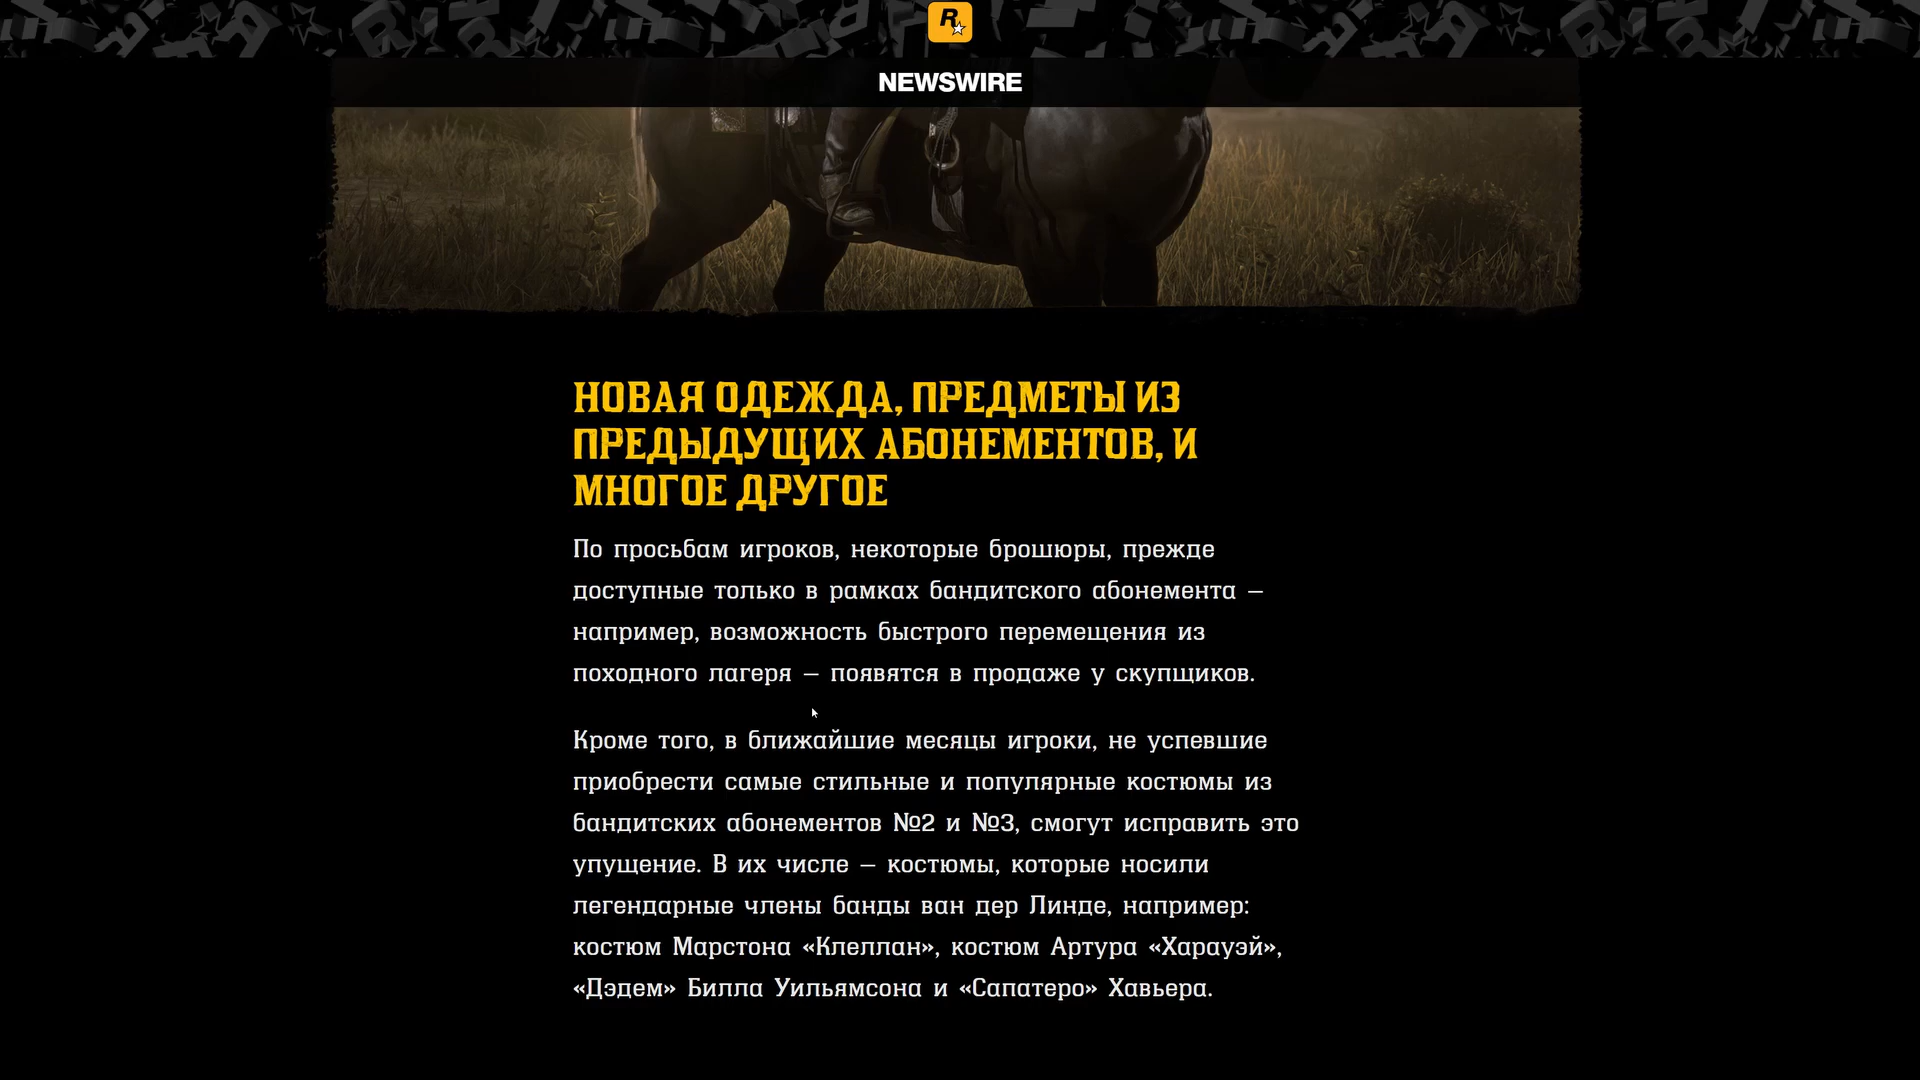 R
NEWSWIRE
НОВАЯ ОДЕЖДА, ПРЕДМЕТЫ ИЗ
ПРЕДЫДУЩИХ АБОНЕМЕНТОВ, И
МНОГОЕ ДРУГОЕ
По просьбам игроков, некоторые брошюры, прежде
доступные только в рамках бандитского абонемента –
например, возможность быстрого перемещения из
походного лагеря – появятся в продаже у скупщиков.
Кроме того, в ближайшие месяцы игроки, не успевшие
приобрести самые стильные и популярные костюмы из
бандитских абонементов №2 и №3, смогут исправить это
упущение. В их числе – костюмы, которые носили
легендарные члены банды ван дер Линде, например:
костюм Марстона «Клеллан», костюм Артура «Харауэй»,
«Дэдем» Билла Уильямсона и «Сапатеро» Хавьера.